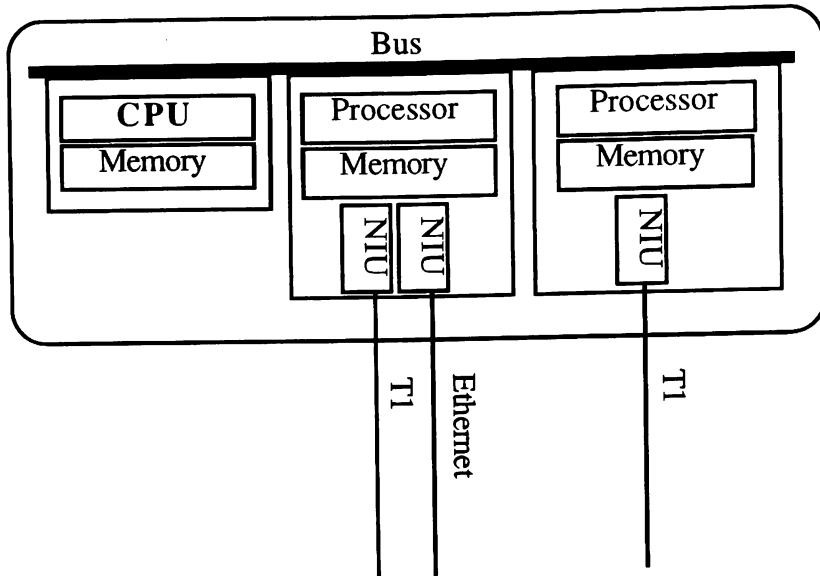 Bus
CPU
Memory
Processor
Memory
NIU
NIU
Processor
Memory
NIU
T1
Ethernet
T1